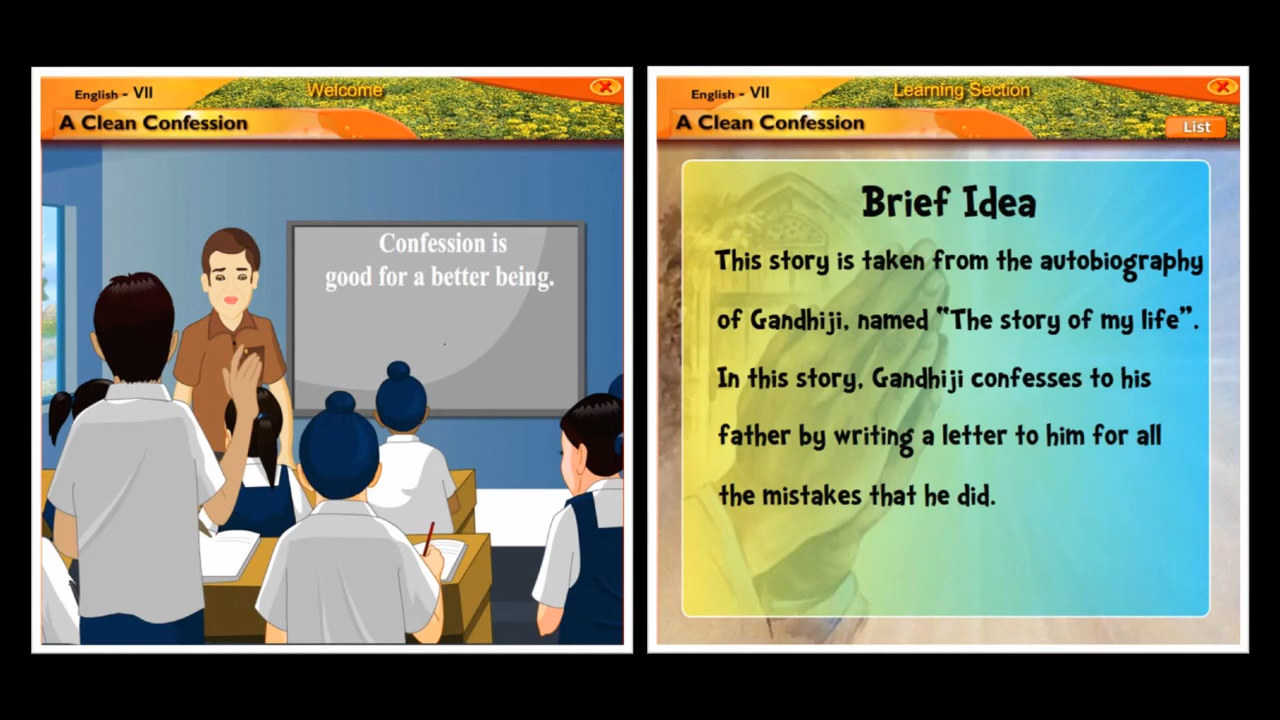 English - VII
Welcome
A Clean Confession
Confession is
good for a better being.
English - VII
Learning Section
A Clean Confession
List
Brief Idea
This story is taken from the autobiography
of Gandhiji, named “The story of my life”.
In this story, Gandhiji confesses to his
father by writing a letter to him for all
the mistakes that he did.